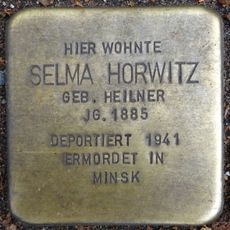 HIER WOHNTE
SELMA HORWITZ
GEB. HEILNER
JG. 1885
DEPORTIERT 1941
ERMORDET IN
MINSK